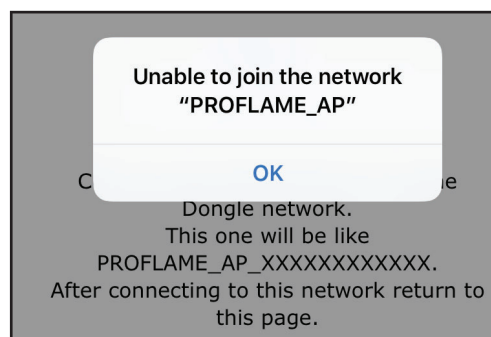 Unable to join the network
“PROFLAME_AP”
OK
Dongle network.
This one will be like
PROFLAME_AP_XXXXXXXXXXXX.
After connecting to this network return to
this page.